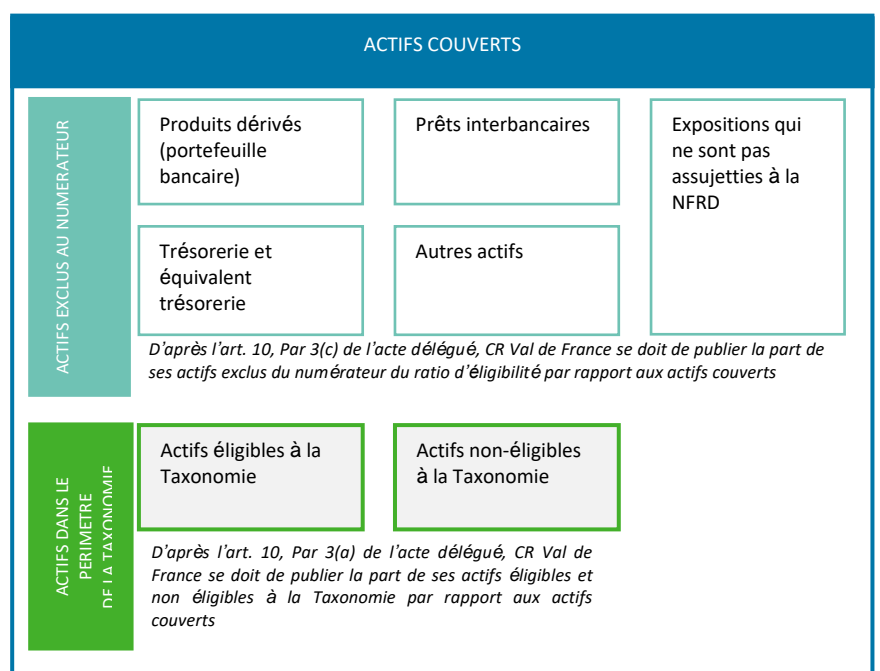 ACTIFS COUVERTS
ACTIFS EXCLUS AU NUMERATEUR
Produits dérivés
(portefeuille
bancaire)
Prêts interbancaires
Expositions qui
ne sont pas
assujetties à la
NFRD
Trésorerie et
équivalent
trésorerie
Autres actifs
D’après l’art. 10, Par 3(c) de l’acte délégué, CR Val de France se doit de publier la part de
ses actifs exclus du numérateur du ratio d’éligibilité par rapport aux actifs couverts
ACTIFS DANS LE
PERIMETRE
DE LA TAXONOMIE
Actifs éligibles à la
Taxonomie
Actifs non-éligibles
à la Taxonomie
D’après l’art. 10, Par 3(a) de l’acte délégué, CR Val de
France se doit de publier la part de ses actifs éligibles et
non éligibles à la Taxonomie par rapport aux actifs
couverts